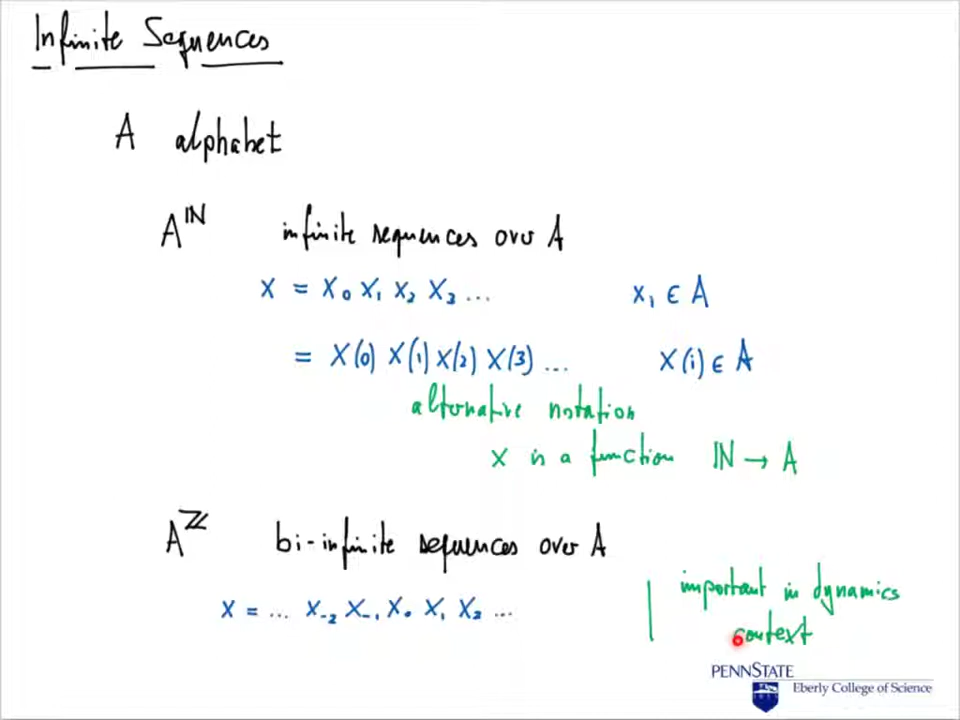 Infinite Sequences
A alphabet
A^ℕ infinite sequences over A
x = x₀ x₁ x₂ x₃ ... x₁ ∈ A
= x(0) x(1) x(2) x(3) ... x(i) ∈ A
alternative notation
x is a function ℕ → A
A^ℤ bi-infinite sequences over A
important in dynamics
x = ... x₋₂ x₋₁ x₀ x₁ x₂ ...
context
PENNSTATE
Eberly College of Science